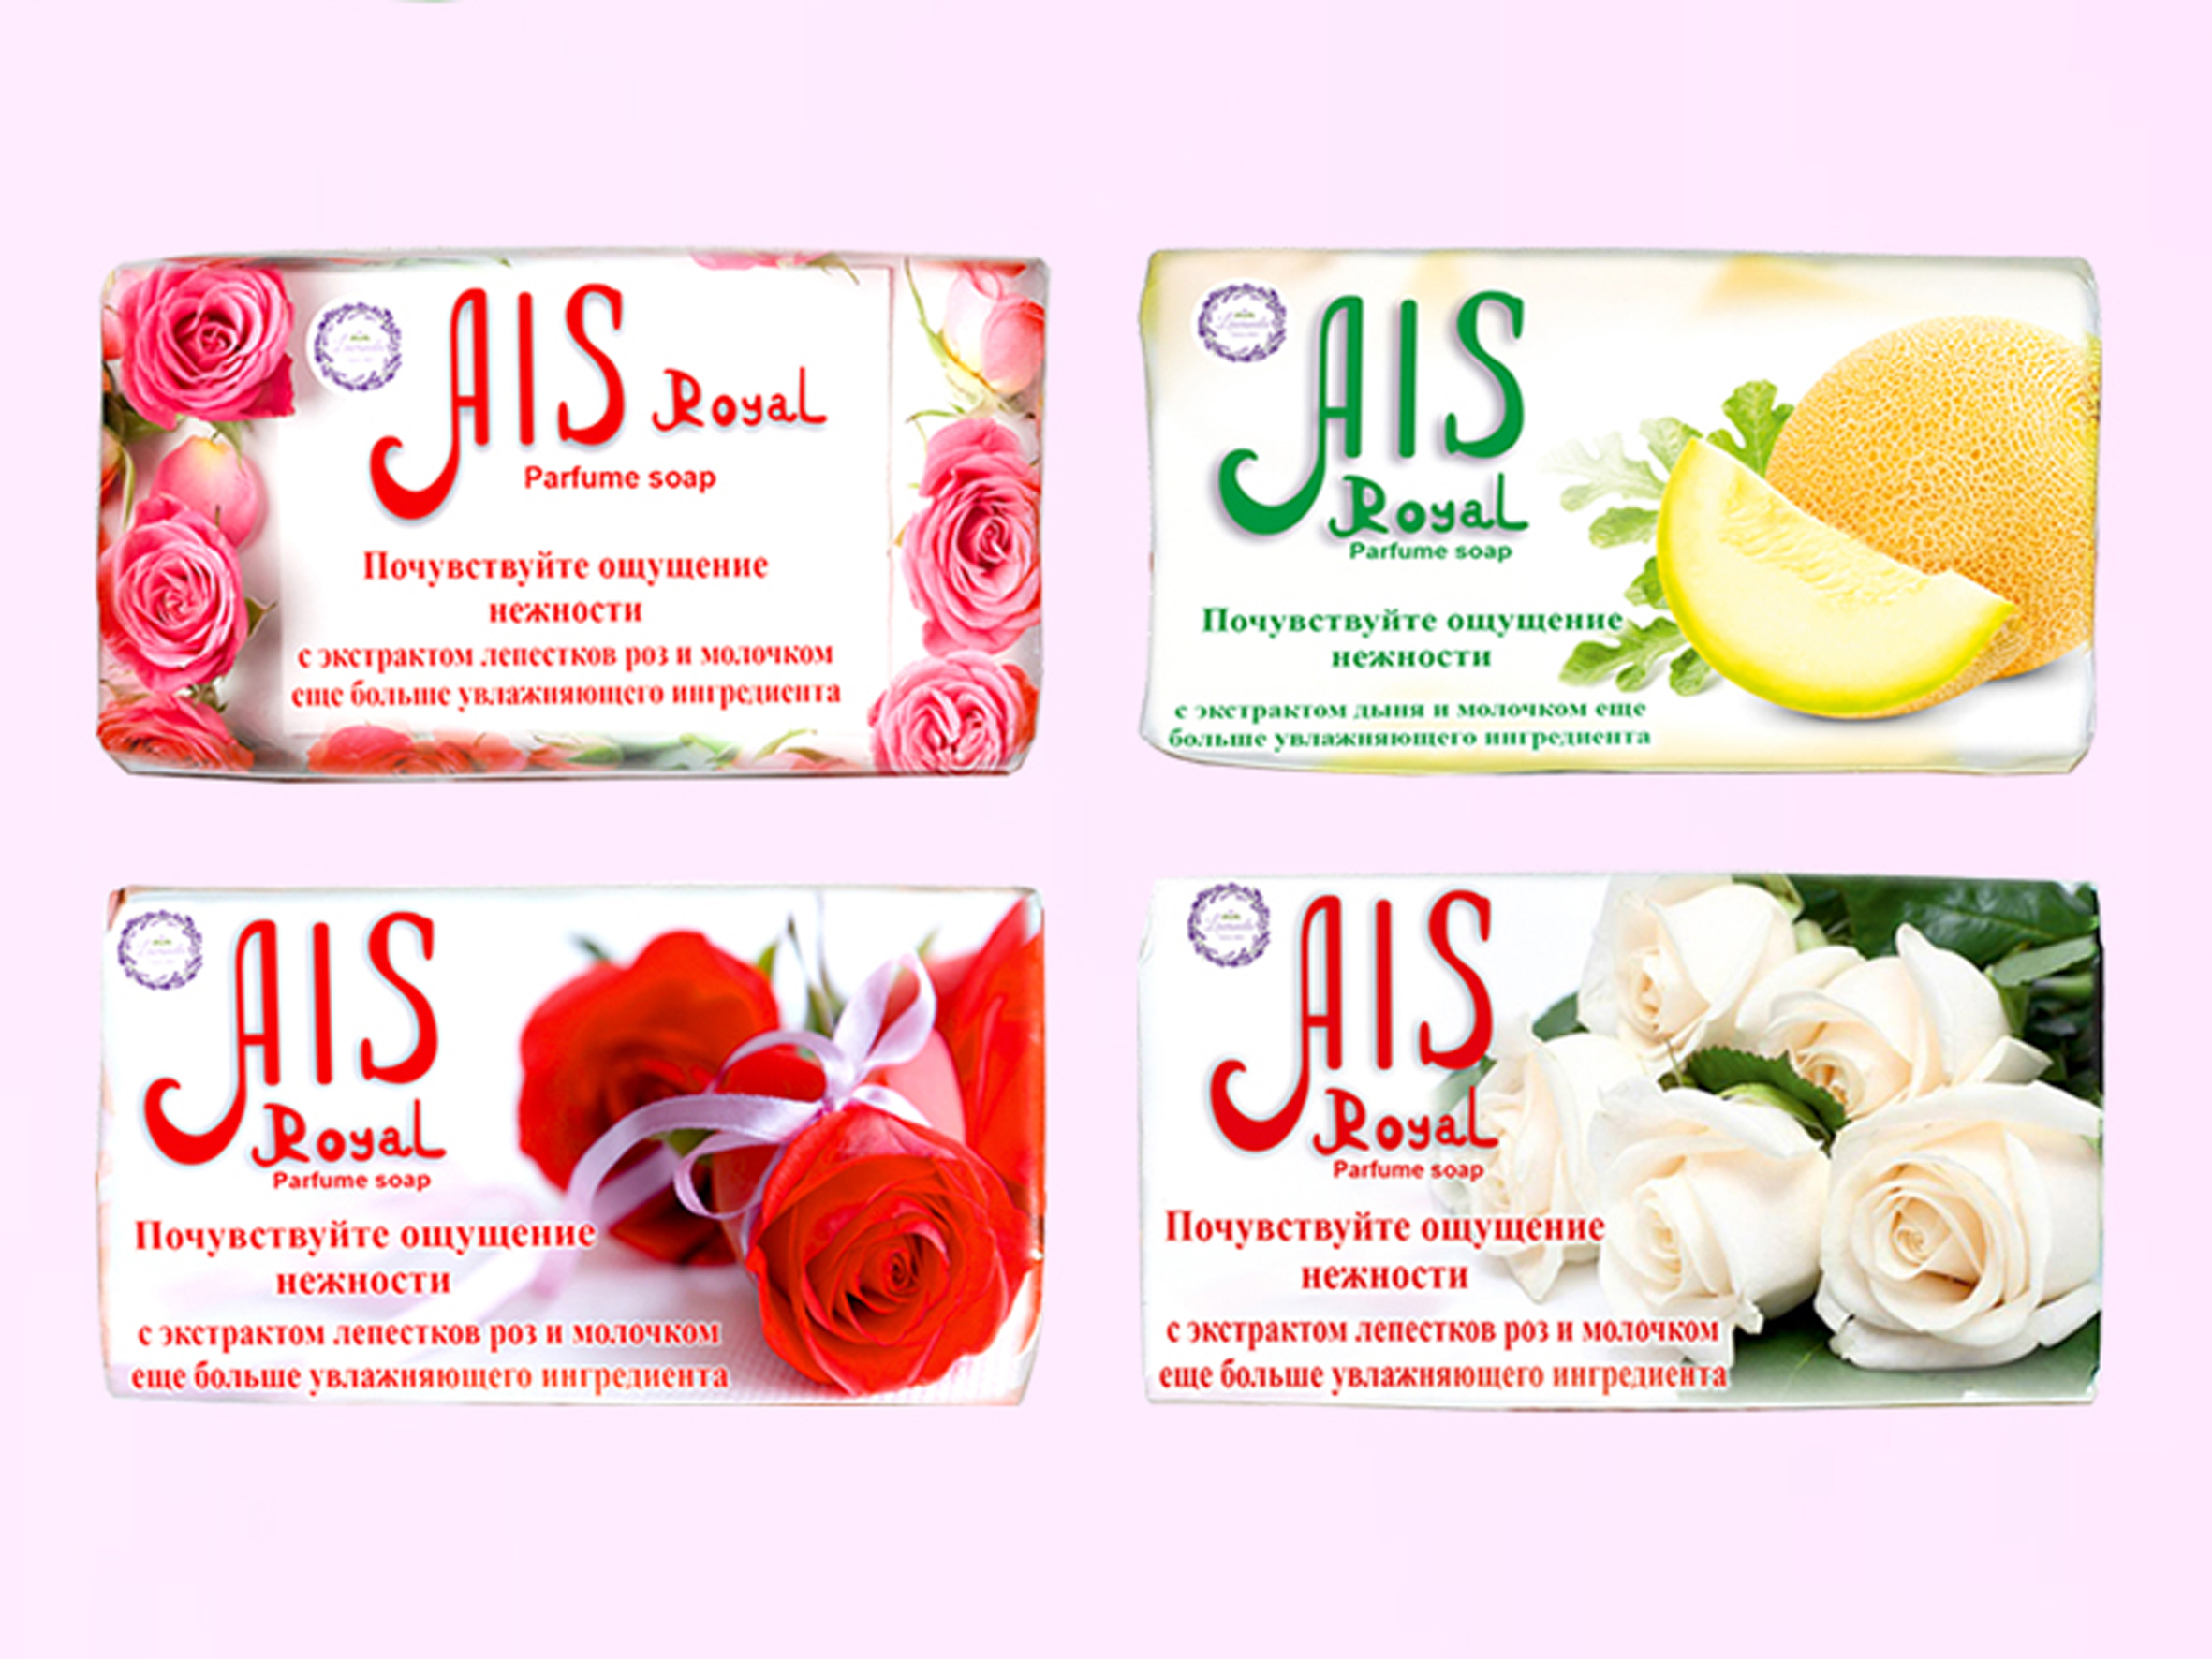 AIS Royal
Parfume soap
Почувствуйте ощущение
нежности
с экстрактом лепестков роз и молочком
еще больше увлажняющего ингредиента
AIS
Royal
Parfume soap
Почувствуйте ощущение
нежности
с экстрактом дыня и молочком еще
больше увлажняющего ингредиента
AIS
Royal
Parfume soap
Почувствуйте ощущение
нежности
с экстрактом лепестков роз и молочком
еще больше увлажняющего ингредиента
AIS
Royal
Parfume soap
Почувствуйте ощущение
нежности
с экстрактом лепестков роз и молочком
еще больше увлажняющего ингредиента